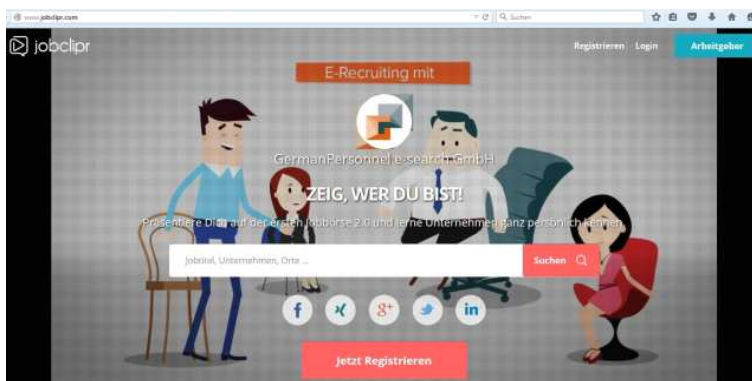 www.jobclipr.com
Suchen
jobclipr
Registrieren Login Arbeitgeber
E-Recruiting mit
GermanPersonnel e-search GmbH
ZEIG, WER DU BIST!
Präsentiere Dich auf der ersten Jobbörse 2.0 und lerne Unternehmen ganz persönlich kennen
Jobtitel, Unternehmen, Orte ...
Suchen
f g+ in
Jetzt Registrieren